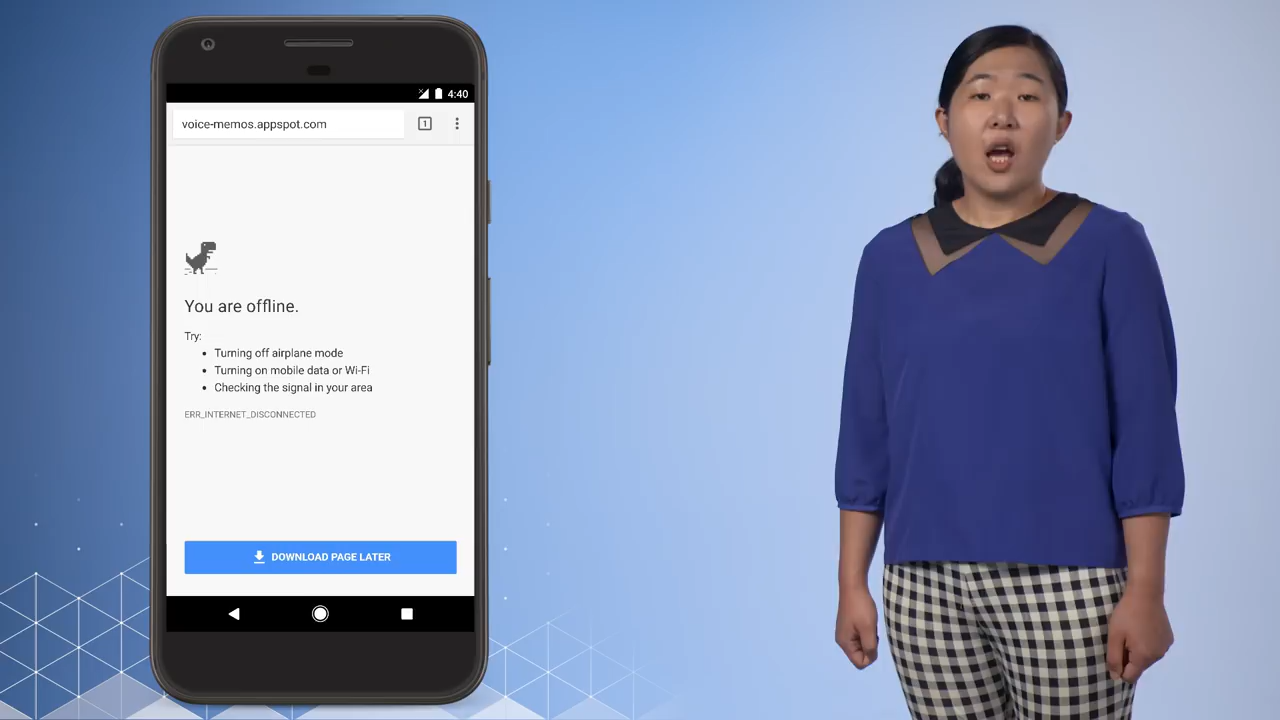 4:40
voice-memos.appspot.com
1
You are offline.
Try:
Turning off airplane mode
Turning on mobile data or Wi-Fi
Checking the signal in your area
ERR_INTERNET_DISCONNECTED
DOWNLOAD PAGE LATER